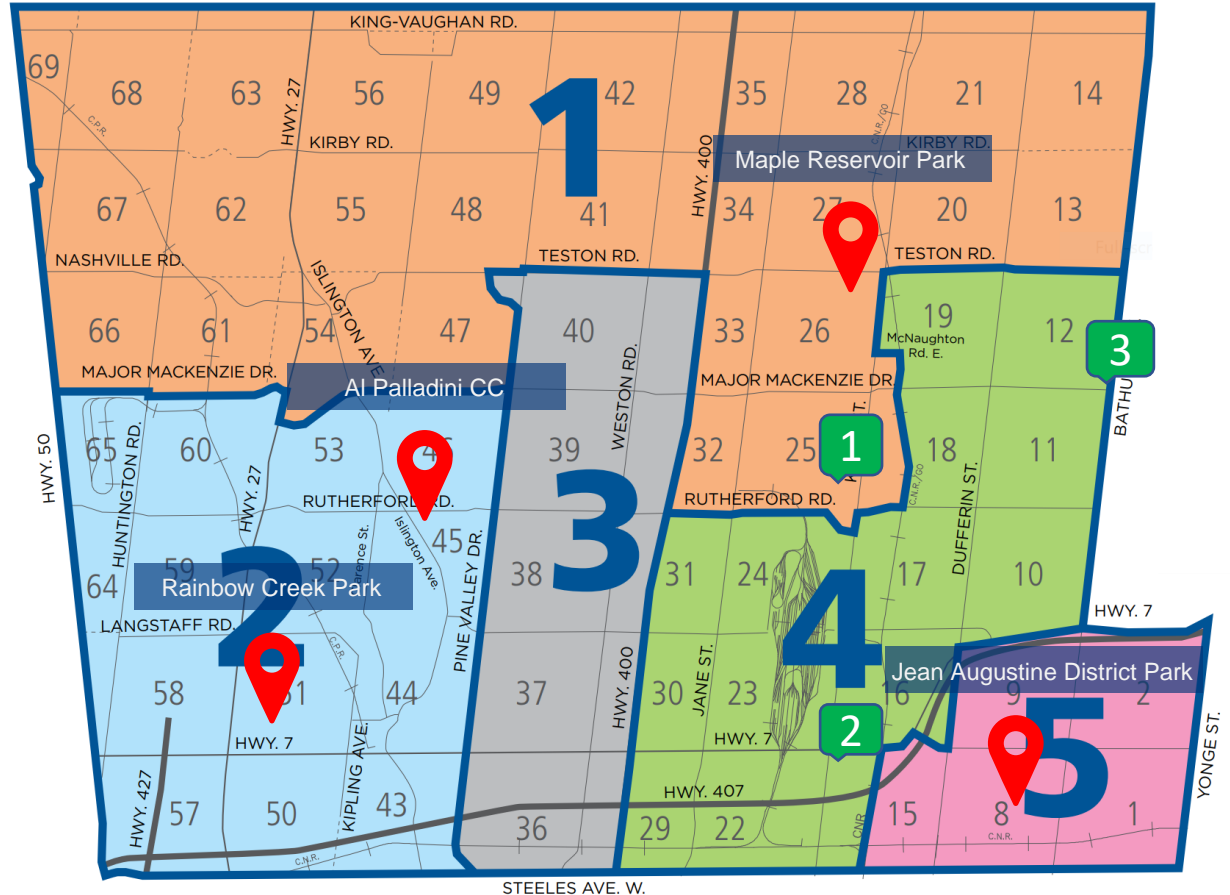 KING-VAUGHAN RD.
69
68
63
HWY. 27
56
49
1
42
35
28
21
14
C.P.R.
C.N.R./GO
KIRBY RD.
KIRBY RD.
HWY. 400
Maple Reservoir Park
67
62
55
48
41
34
27
20
13
NASHVILLE RD.
ISLINGTON AVE.
TESTON RD.
TESTON RD.
66
61
54
47
40
33
26
19
McNaughton
Rd. E.
12
3
MAJOR MACKENZIE DR.
Al Palladini CC
WESTON RD.
MAJOR MACKENZIE DR.
HWY. 50
65
HUNTINGTON RD.
60
HWY. 27
53
39
32
25
1
18
11
C.N.R./GO
DUFFERIN ST.
RUTHERFORD RD.
RUTHERFORD RD.
Islington Ave.
45
PINE VALLEY DR.
3
64
59
52
38
31
24
4
17
10
Rainbow Creek Park
2
LANGSTAFF RD.
HWY. 7
C.P.R.
Jean Augustine District Park
58
51
44
37
HWY. 400
30
JANE ST.
23
16
9
2
5
HWY. 7
KIPLING AVE.
HWY. 7
2
YONGE ST.
HWY. 427
57
50
43
HWY. 407
36
29
22
CNR
15
8
1
C.N.R.
C.N.R.
STEELES AVE. W.